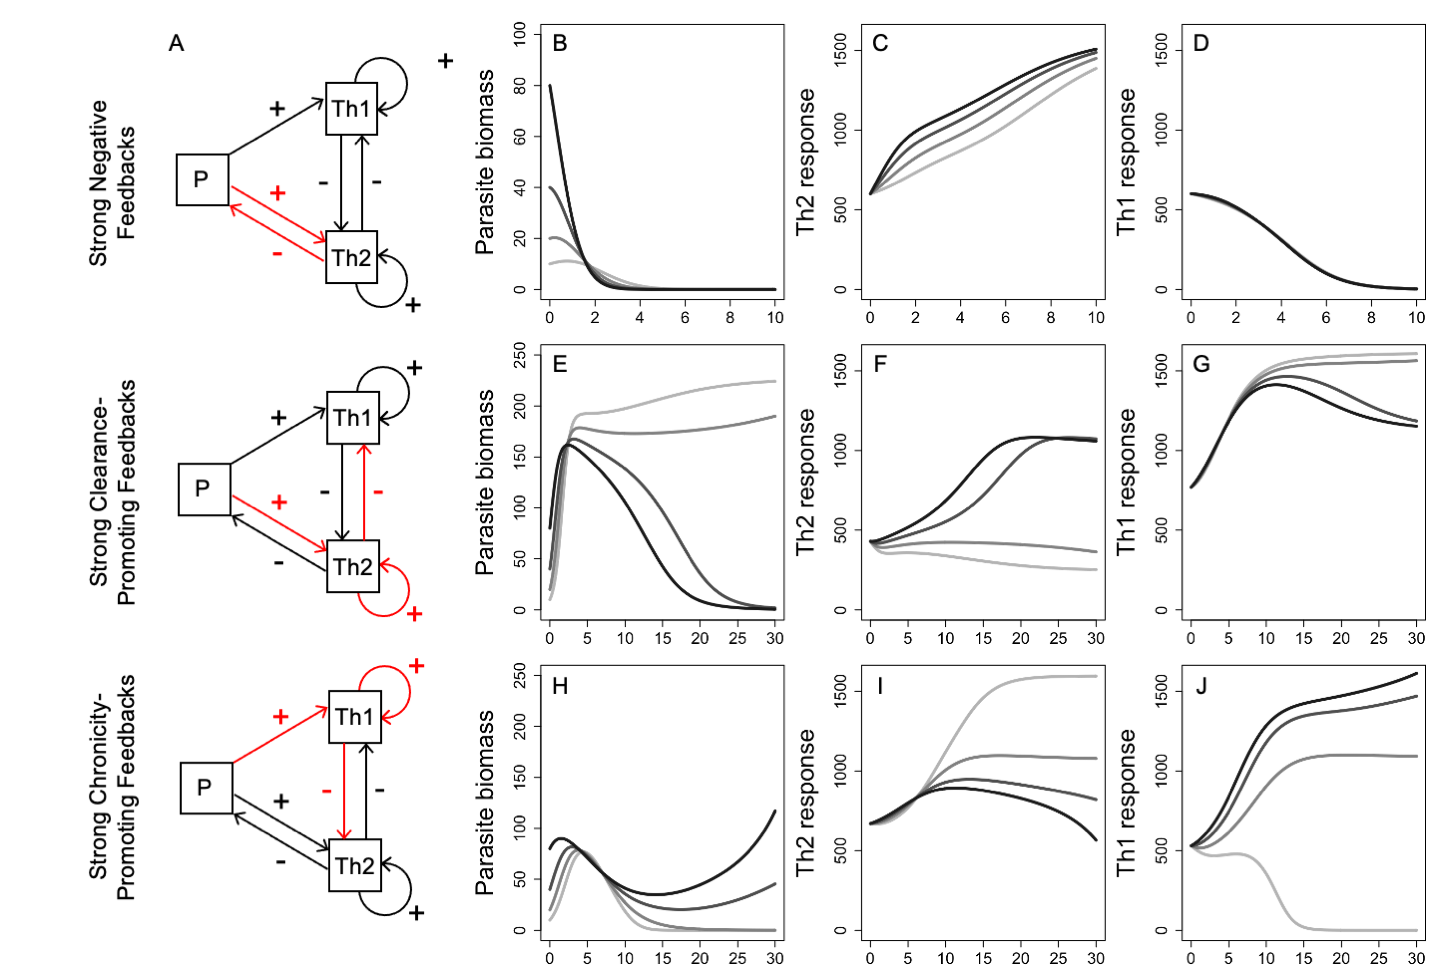 A
Strong Negative
Feedbacks
P
Th1
Th2
+
+
+
-
-
-
+
B
Parasite biomass
0 20 40 60 80 100
0 2 4 6 8 10
C
Th2 response
0 500 1000 1500
0 2 4 6 8 10
D
Th1 response
0 500 1000 1500
0 2 4 6 8 10
Strong Clearance-
Promoting Feedbacks
P
Th1
Th2
+
+
+
-
-
-
+
E
Parasite biomass
0 50 100 150 200 250
0 5 10 15 20 25 30
F
Th2 response
0 500 1000 1500
0 5 10 15 20 25 30
G
Th1 response
0 500 1000 1500
0 5 10 15 20 25 30
Strong Chronicity-
Promoting Feedbacks
P
Th1
Th2
+
+
+
-
-
-
+
H
Parasite biomass
0 50 100 150 200 250
0 5 10 15 20 25 30
I
Th2 response
0 500 1000 1500
0 5 10 15 20 25 30
J
Th1 response
0 500 1000 1500
0 5 10 15 20 25 30